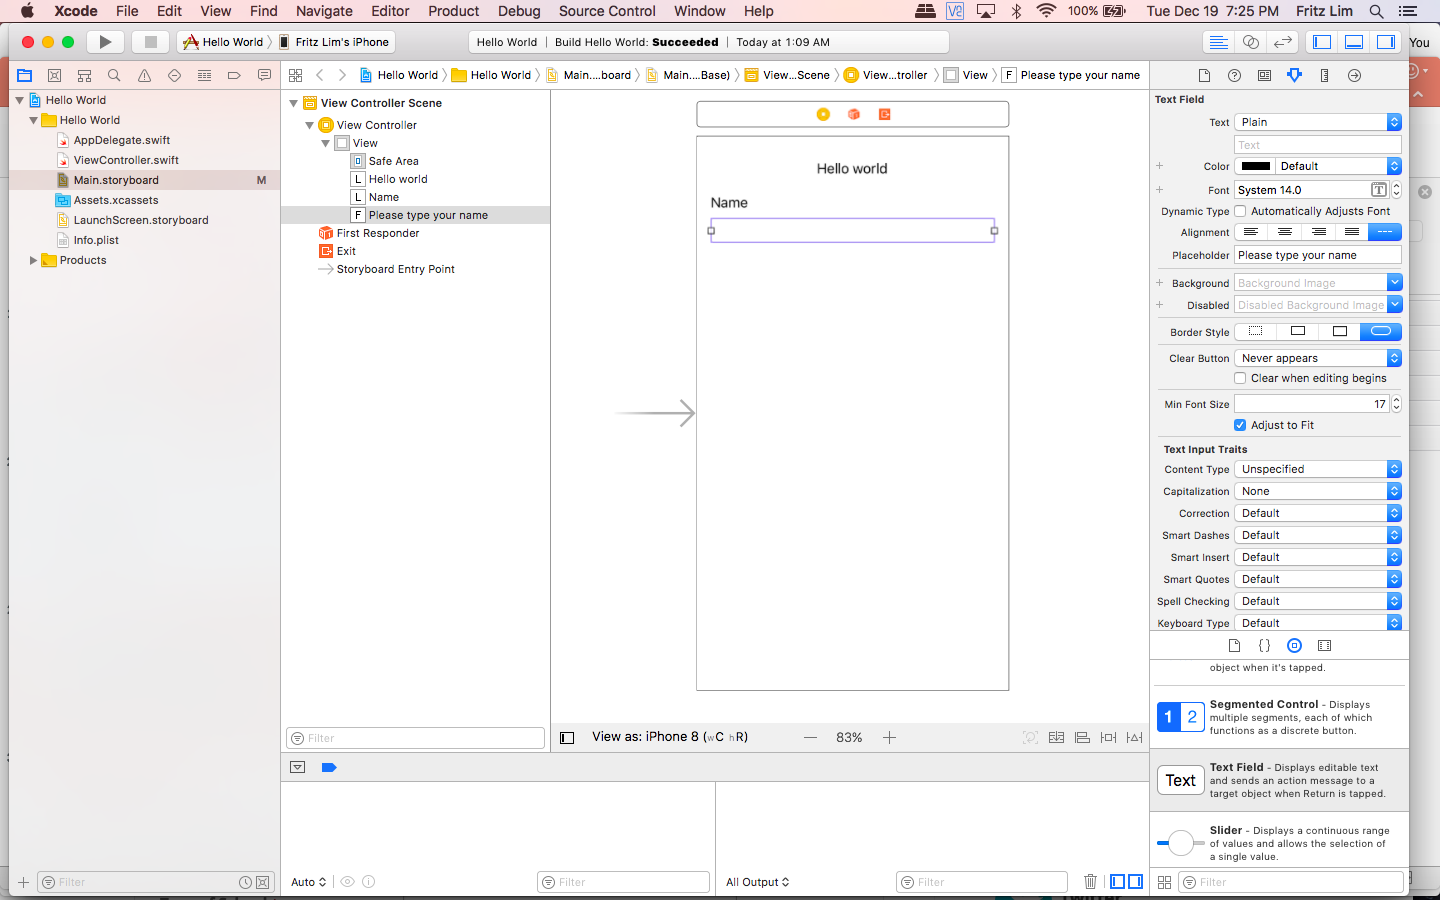 Xcode File Edit View Find Navigate Editor Product Debug Source Control Window Help 100% Tue Dec 19 7:25 PM Fritz Lim
Hello World Fritz Lim's iPhone Hello World | Build Hello World: Succeeded | Today at 1:09 AM You
Hello World Hello World Main....board Main....Base) View...Scene View...troller View F Please type your name
Hello World
Hello World
AppDelegate.swift
ViewController.swift
Main.storyboard M
Assets.xcassets
LaunchScreen.storyboard
Info.plist
Products
Filter
View Controller Scene
View Controller
View
Safe Area
L Hello world
L Name
F Please type your name
First Responder
Exit
Storyboard Entry Point
Filter
Hello world
Name
View as: iPhone 8 (wC hR) — 83% +
Auto Filter
All Output Filter
Text Field
Text Plain
Text
+ Color Default
+ Font System 14.0 T
Dynamic Type Automatically Adjusts Font
Alignment
Placeholder Please type your name
+ Background Background Image
+ Disabled Disabled Background Image
Border Style
Clear Button Never appears
Clear when editing begins
Min Font Size 17
Adjust to Fit
Text Input Traits
Content Type Unspecified
Capitalization None
Correction Default
Smart Dashes Default
Smart Insert Default
Smart Quotes Default
Spell Checking Default
Keyboard Type Default
{}
object when it's tapped.
1 2
Segmented Control - Displays
multiple segments, each of which
functions as a discrete button.
Text
Text Field - Displays editable text
and sends an action message to a
target object when Return is tapped.
Slider - Displays a continuous range
of values and allows the selection of
a single value.
Filter